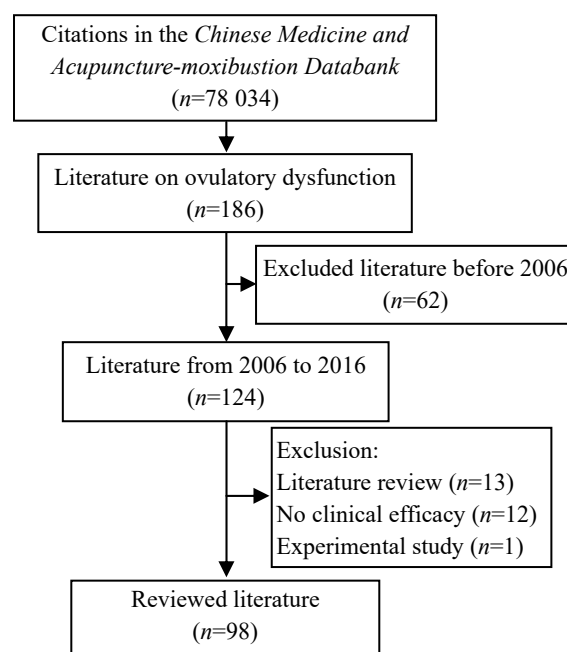 Citations in the Chinese Medicine and
Acupuncture-moxibustion Databank
(n=78 034)
Literature on ovulatory dysfunction
(n=186)
Excluded literature before 2006
(n=62)
Literature from 2006 to 2016
(n=124)
Exclusion:
Literature review (n=13)
No clinical efficacy (n=12)
Experimental study (n=1)
Reviewed literature
(n=98)